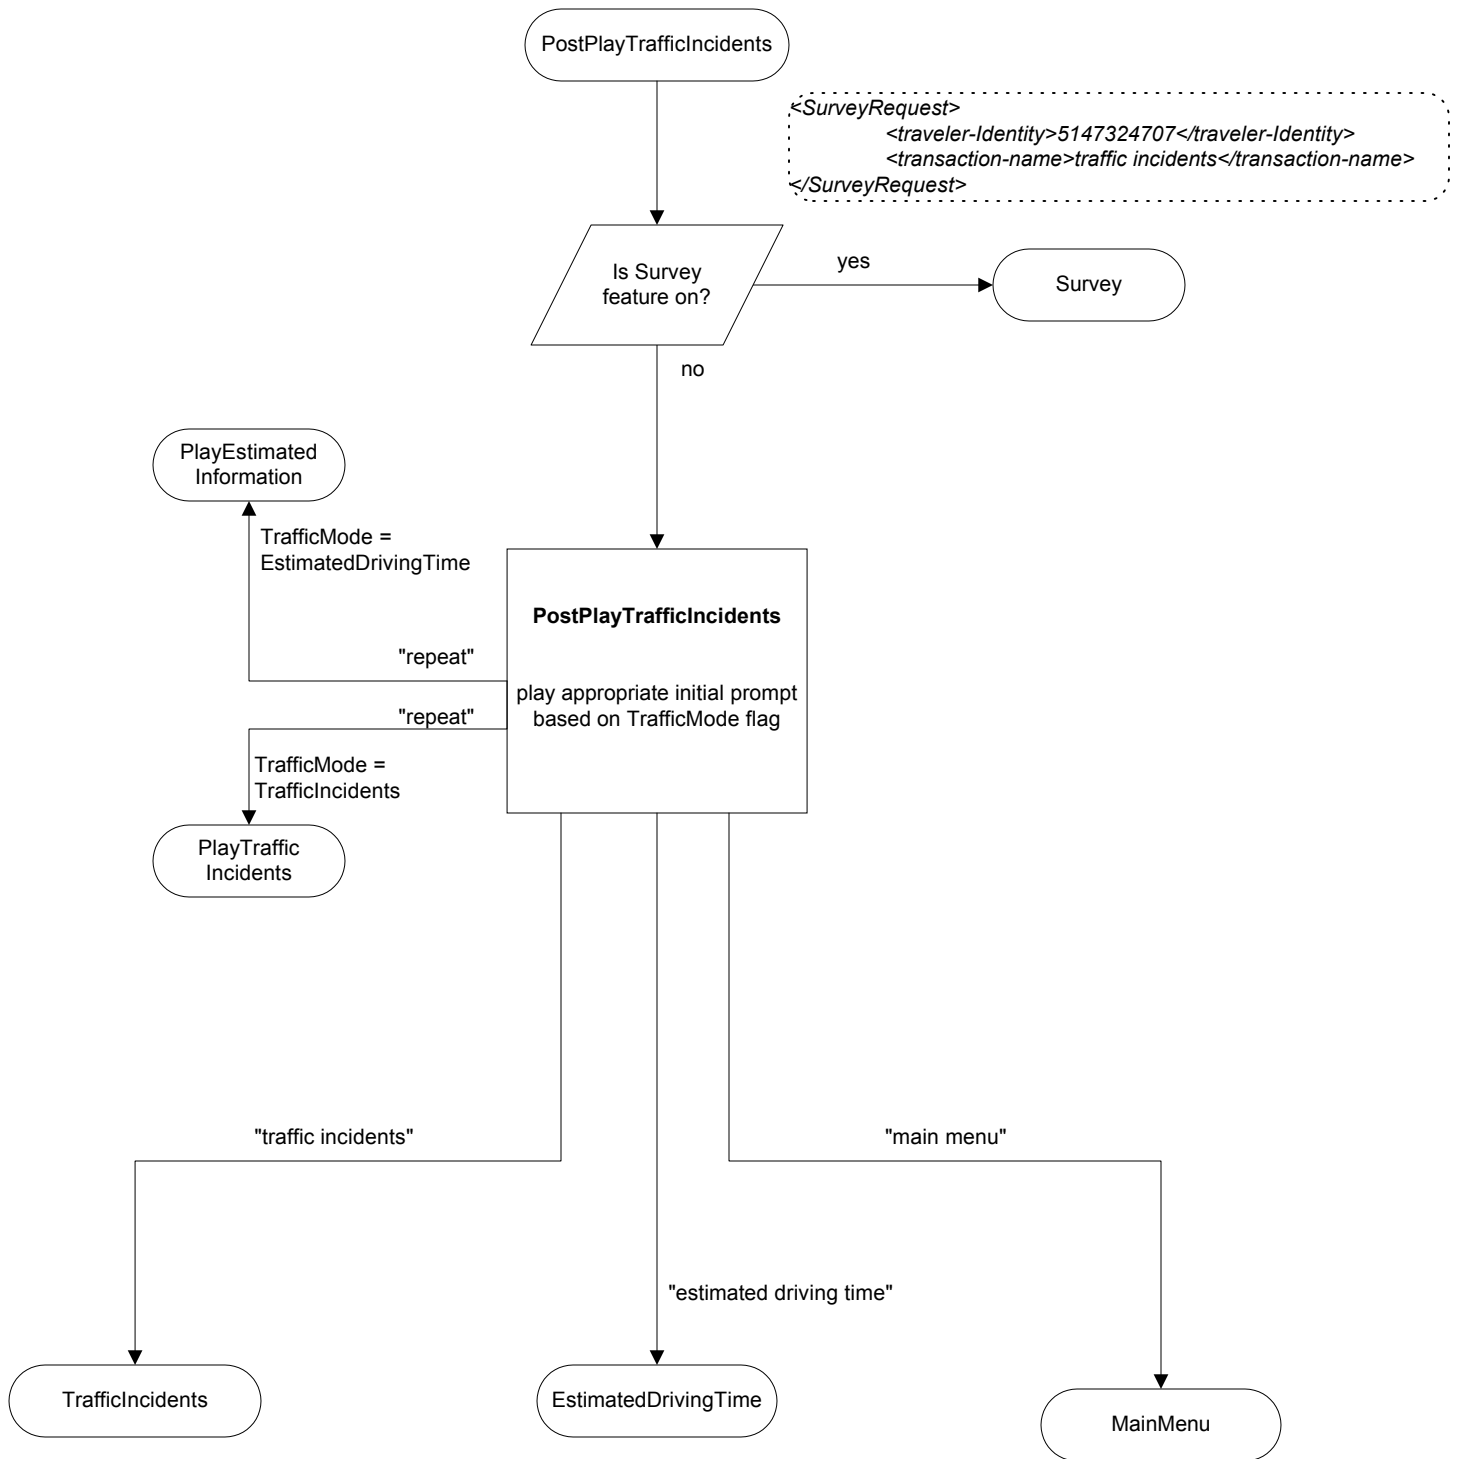 PostPlayTrafficIncidents
<SurveyRequest>
<traveler-Identity>5147324707</traveler-Identity>
<transaction-name>traffic incidents</transaction-name>
</SurveyRequest>
Is Survey
feature on?
yes
Survey
no
PlayEstimated
Information
TrafficMode =
EstimatedDrivingTime
PostPlayTrafficIncidents
"repeat"
play appropriate initial prompt
based on TrafficMode flag
"repeat"
TrafficMode =
TrafficIncidents
PlayTraffic
Incidents
"traffic incidents"
"main menu"
"estimated driving time"
TrafficIncidents
EstimatedDrivingTime
MainMenu